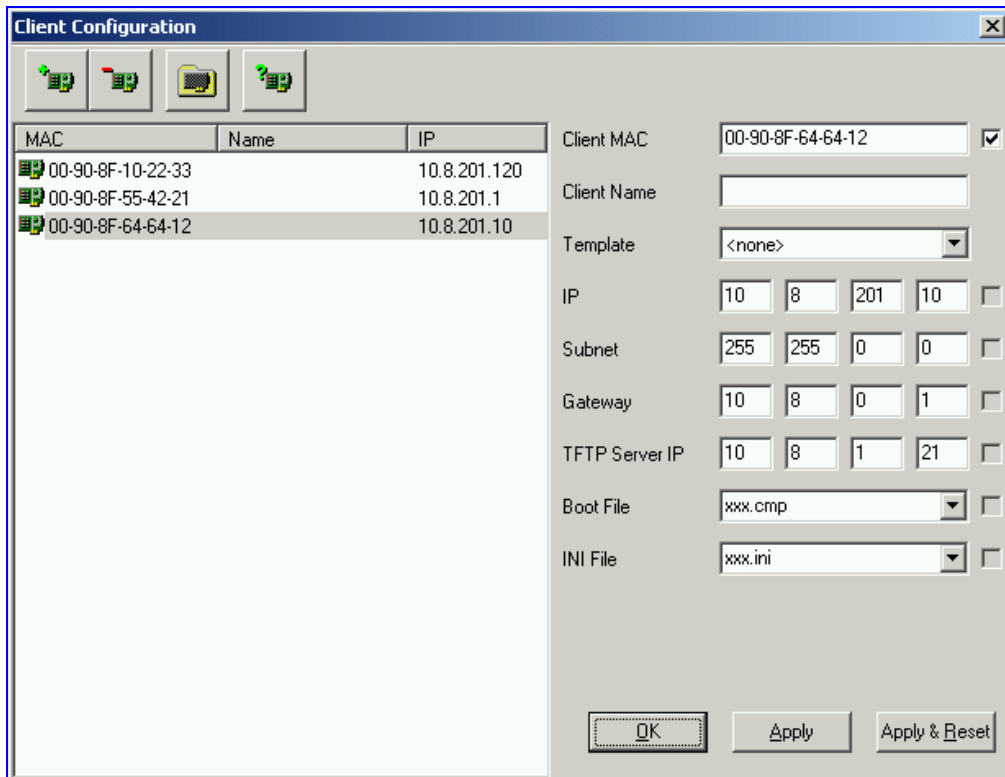 Client Configuration
MAC Name IP
00-90-8F-10-22-33 10.8.201.120
00-90-8F-55-42-21 10.8.201.1
00-90-8F-64-64-12 10.8.201.10
Client MAC 00-90-8F-64-64-12
Client Name
Template <none>
IP 10 8 201 10
Subnet 255 255 0 0
Gateway 10 8 0 1
TFTP Server IP 10 8 1 21
Boot File xxx.cmp
INI File xxx.ini
OK Apply Apply & Reset